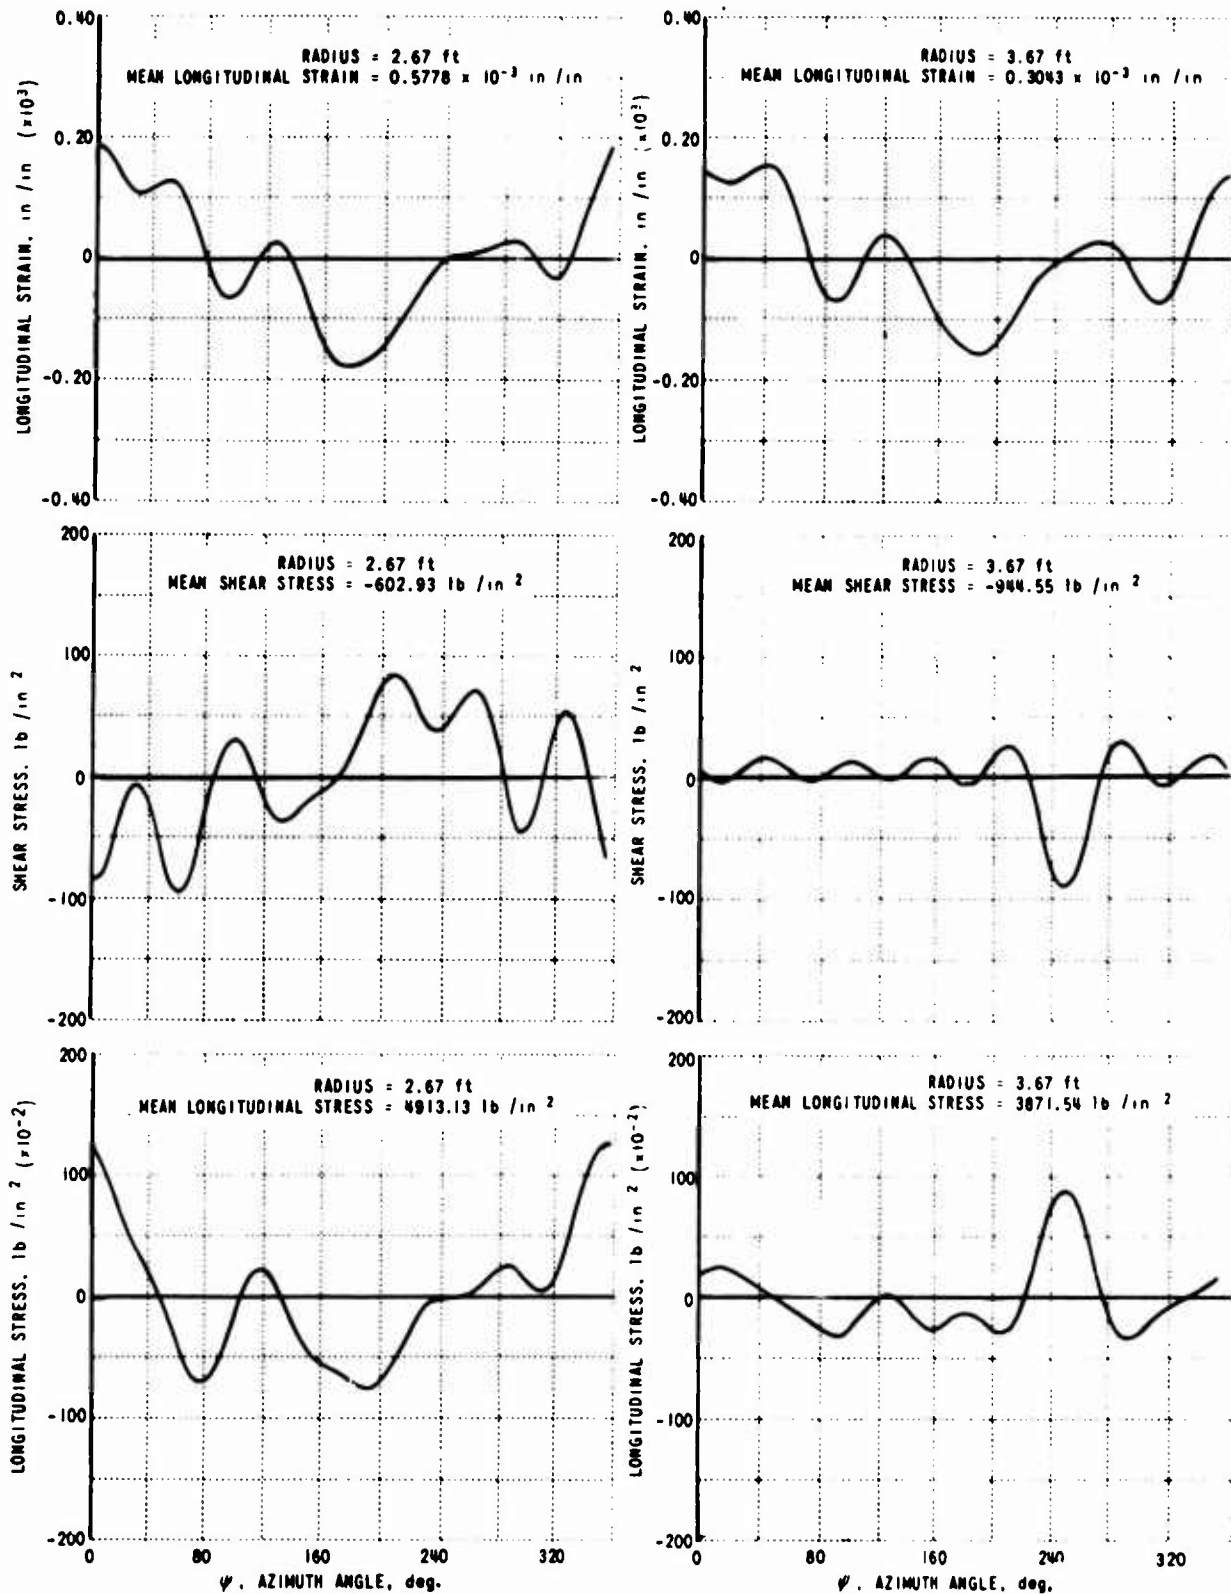 RADIUS = 2.67 ft
MEAN LONGITUDINAL STRAIN = 0.5778 x 10-3 in/in
LONGITUDINAL STRAIN, in/in (x10³)
0.40
0.20
0
-0.20
-0.40
RADIUS = 3.67 ft
MEAN LONGITUDINAL STRAIN = 0.3043 x 10-3 in/in
LONGITUDINAL STRAIN, in/in (x10³)
0.40
0.20
0
-0.20
-0.40
RADIUS = 2.67 ft
MEAN SHEAR STRESS = -602.93 lb/in 2
SHEAR STRESS, lb/in 2
200
100
0
-100
-200
RADIUS = 3.67 ft
MEAN SHEAR STRESS = -944.55 lb/in 2
SHEAR STRESS, lb/in 2
200
100
0
-100
-200
RADIUS = 2.67 ft
MEAN LONGITUDINAL STRESS = 4913.13 lb/in 2
LONGITUDINAL STRESS, lb/in 2 (x10-2)
200
100
0
-100
-200
0 80 160 240 320
ψ, AZIMUTH ANGLE, deg.
RADIUS = 3.67 ft
MEAN LONGITUDINAL STRESS = 3871.54 lb/in 2
LONGITUDINAL STRESS, lb/in 2 (x10-2)
200
100
0
-100
-200
0 80 160 240 320
ψ, AZIMUTH ANGLE, deg.